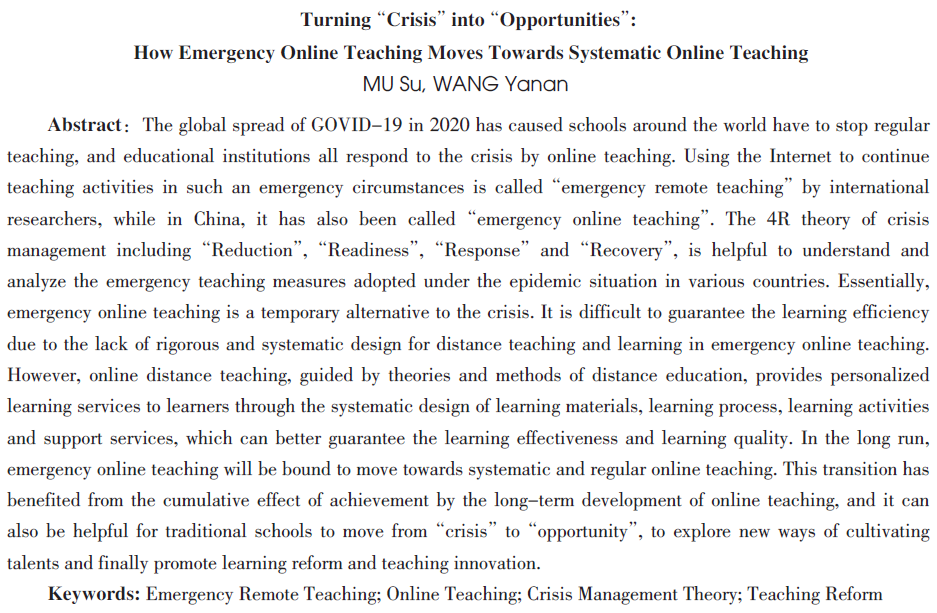 Turning “Crisis” into “Opportunities”:
How Emergency Online Teaching Moves Towards Systematic Online Teaching
MU Su, WANG Yanan
Abstract：The global spread of GOVID-19 in 2020 has caused schools around the world have to stop regular
teaching, and educational institutions all respond to the crisis by online teaching. Using the Internet to continue
teaching activities in such an emergency circumstances is called “emergency remote teaching” by international
researchers, while in China, it has also been called “emergency online teaching”. The 4R theory of crisis
management including “Reduction”, “Readiness”, “Response” and “Recovery”, is helpful to understand and
analyze the emergency teaching measures adopted under the epidemic situation in various countries. Essentially,
emergency online teaching is a temporary alternative to the crisis. It is difficult to guarantee the learning efficiency
due to the lack of rigorous and systematic design for distance teaching and learning in emergency online teaching.
However, online distance teaching, guided by theories and methods of distance education, provides personalized
learning services to learners through the systematic design of learning materials, learning process, learning activities
and support services, which can better guarantee the learning effectiveness and learning quality. In the long run,
emergency online teaching will be bound to move towards systematic and regular online teaching. This transition has
benefited from the cumulative effect of achievement by the long-term development of online teaching, and it can
also be helpful for traditional schools to move from “crisis” to “opportunity”, to explore new ways of cultivating
talents and finally promote learning reform and teaching innovation.
Keywords: Emergency Remote Teaching; Online Teaching; Crisis Management Theory; Teaching Reform